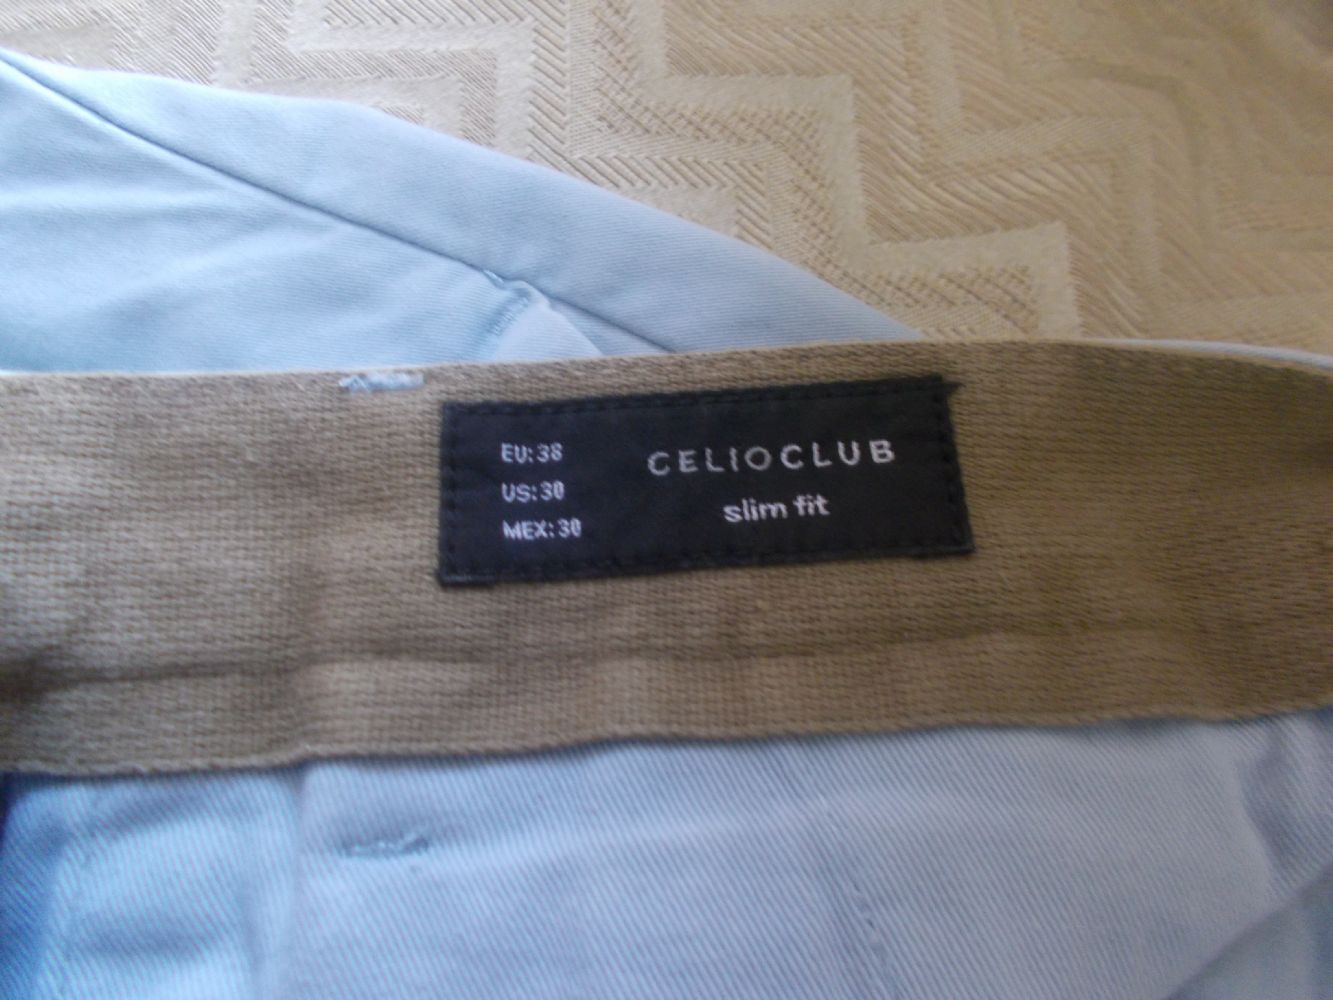 EU:38
US:30
MEX:30
CELIOCLUB
slim fit